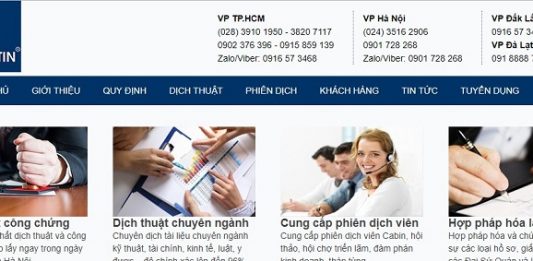 VP TP.HCM
(028) 3910 1950 - 3820 7117
0902 376 396 - 0915 859 139
Zalo/Viber: 0916 57 3468
VP Hà Nội
(024) 3516 2906
0901 728 268
Zalo/Viber: 0901 728 268
VP Đắk
0916 57
VP Đà Lạt
091 8888
GIỚI THIỆU QUY ĐỊNH DỊCH THUẬT PHIÊN DỊCH KHÁCH HÀNG TIN TỨC TUYỂN DỤNG
công chứng
dịch thuật và công
lấy ngay trong ngày
Hà Nội.
Dịch thuật chuyên ngành
Chuyên dịch tài liệu chuyên ngành
kỹ thuật, tài chính, kinh tế, luật, y
Cung cấp phiên dịch viên
Cung cấp phiên dịch viên Cabin, hội
thảo, hội chợ triển lãm, đàm phán
Hợp pháp hóa
Hợp pháp hóa và
sự các loại hồ sơ,